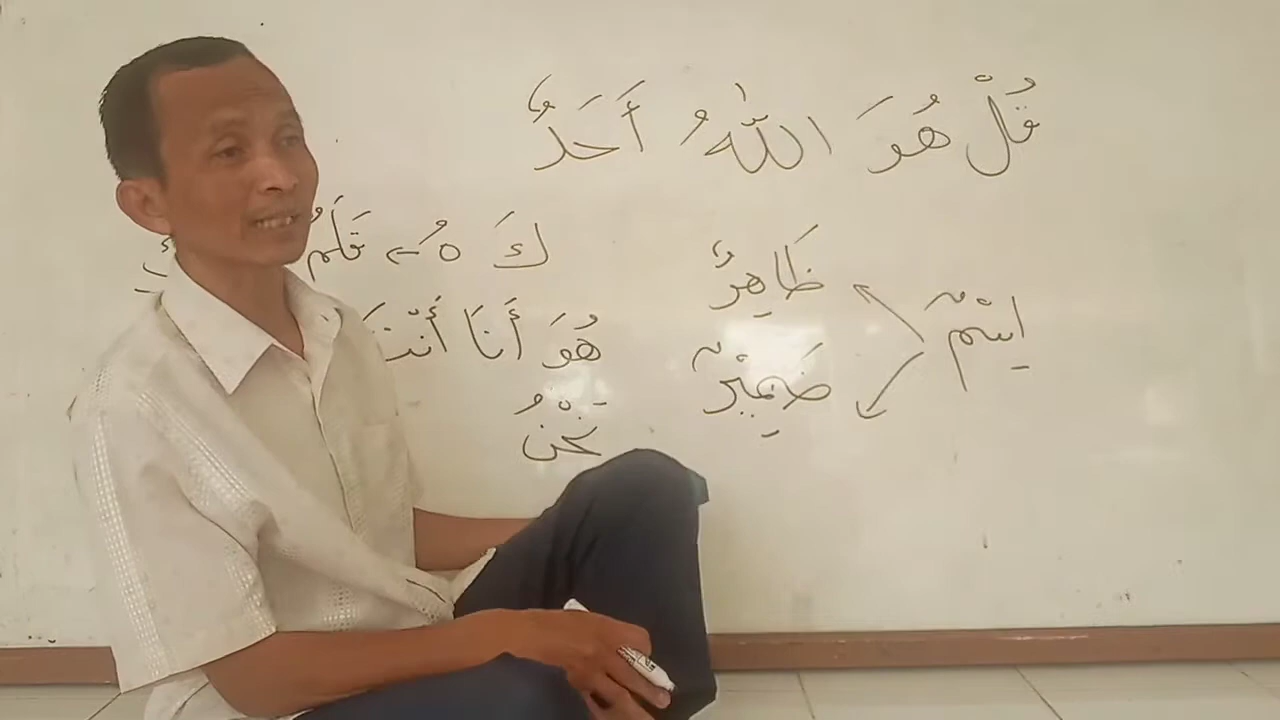 قُلْ هُوَ اللّٰهُ أَحَدٌ
اِسْمٌ
ظَاهِرٌ
ضَمِيْرٌ
كَ هُ ← قَلَمُ
هُوَ أَنَا أَنْتَ
نَحْنُ